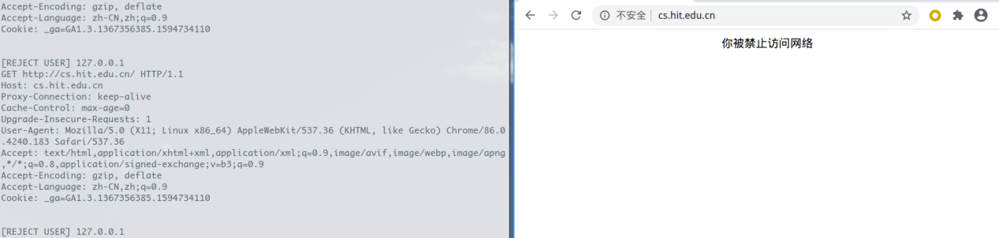 Accept-Encoding: gzip, deflate
Accept-Language: zh-CN,zh;q=0.9
Cookie: _ga=GA1.3.1367356385.1594734110
[REJECT USER] 127.0.0.1
GET http://cs.hit.edu.cn/ HTTP/1.1
Host: cs.hit.edu.cn
Proxy-Connection: keep-alive
Cache-Control: max-age=0
Upgrade-Insecure-Requests: 1
User-Agent: Mozilla/5.0 (X11; Linux x86_64) AppleWebKit/537.36 (KHTML, like Gecko) Chrome/86.0
.4240.183 Safari/537.36
Accept: text/html,application/xhtml+xml,application/xml;q=0.9,image/avif,image/webp,image/apng
,*/*;q=0.8,application/signed-exchange;v=b3;q=0.9
Accept-Encoding: gzip, deflate
Accept-Language: zh-CN,zh;q=0.9
Cookie: _ga=GA1.3.1367356385.1594734110
[REJECT USER] 127.0.0.1
不安全 cs.hit.edu.cn
你被禁止访问网络